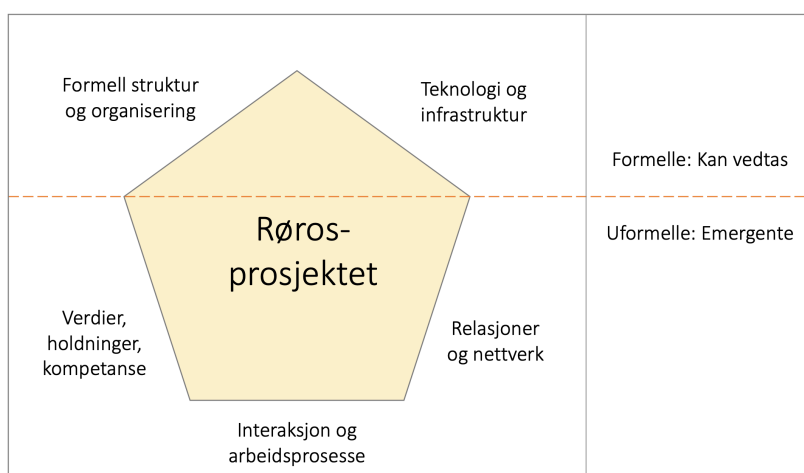 Formell struktur
og organisering
Teknologi og
infrastruktur
Formelle: Kan vedtas
Uformelle: Emergente
Røros-
prosjektet
Verdier,
holdninger,
kompetanse
Relasjoner
og nettverk
Interaksjon og
arbeidsprosesse